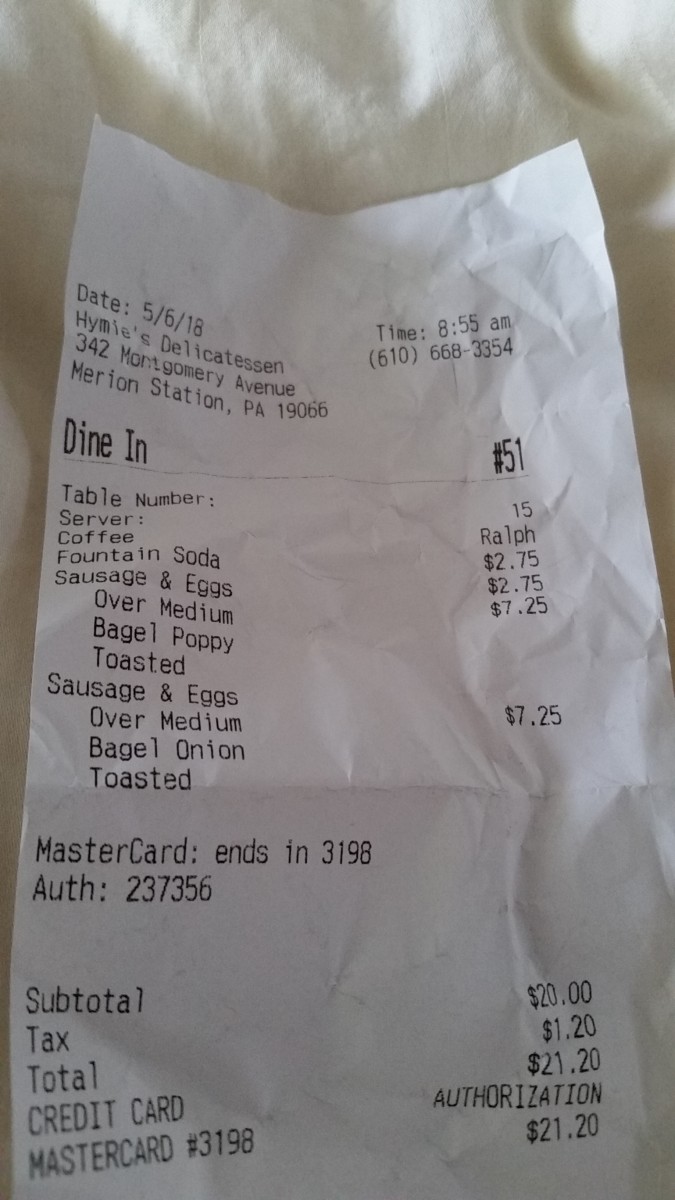 Date: 5/6/18 Time: 8:55 am
Hymie's Delicatessen (610) 668-3354
342 Montgomery Avenue
Merion Station, PA 19066
Dine In #51
Table Number: 15
Server: Ralph
Coffee $2.75
Fountain Soda $2.75
Sausage & Eggs $7.25
Over Medium
Bagel Poppy
Toasted
Sausage & Eggs $7.25
Over Medium
Bagel Onion
Toasted
MasterCard: ends in 3198
Auth: 237356
Subtotal $20.00
Tax $1.20
Total $21.20
CREDIT CARD AUTHORIZATION
MASTERCARD #3198 $21.20